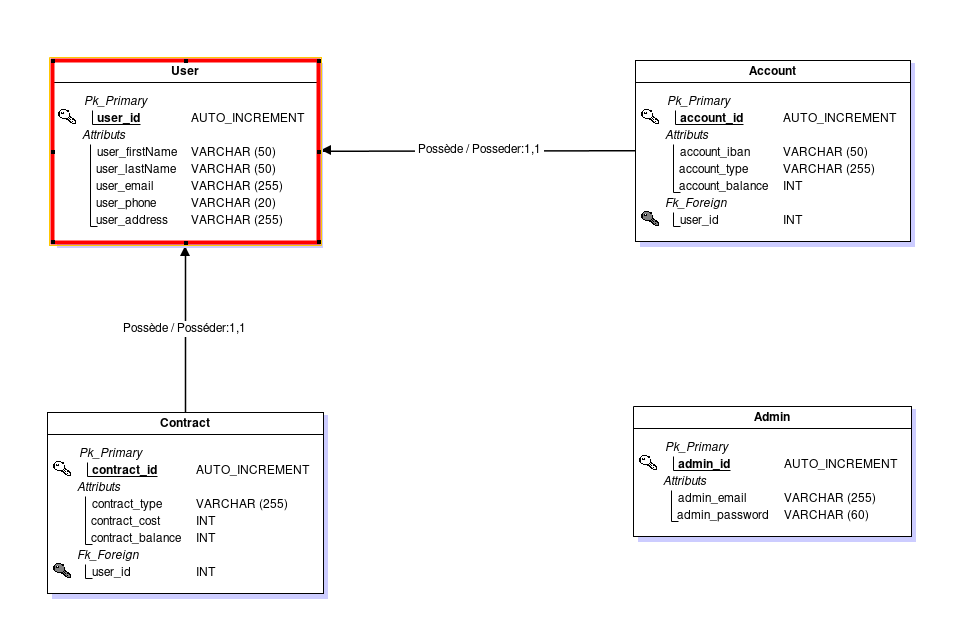 User
Pk_Primary
user_id AUTO_INCREMENT
Attributs
user_firstName VARCHAR (50)
user_lastName VARCHAR (50)
user_email VARCHAR (255)
user_phone VARCHAR (20)
user_address VARCHAR (255)
Possède / Posseder:1,1
Account
Pk_Primary
account_id AUTO_INCREMENT
Attributs
account_iban VARCHAR (50)
account_type VARCHAR (255)
account_balance INT
Fk_Foreign
user_id INT
Possède / Posséder:1,1
Contract
Pk_Primary
contract_id AUTO_INCREMENT
Attributs
contract_type VARCHAR (255)
contract_cost INT
contract_balance INT
Fk_Foreign
user_id INT
Admin
Pk_Primary
admin_id AUTO_INCREMENT
Attributs
admin_email VARCHAR (255)
admin_password VARCHAR (60)